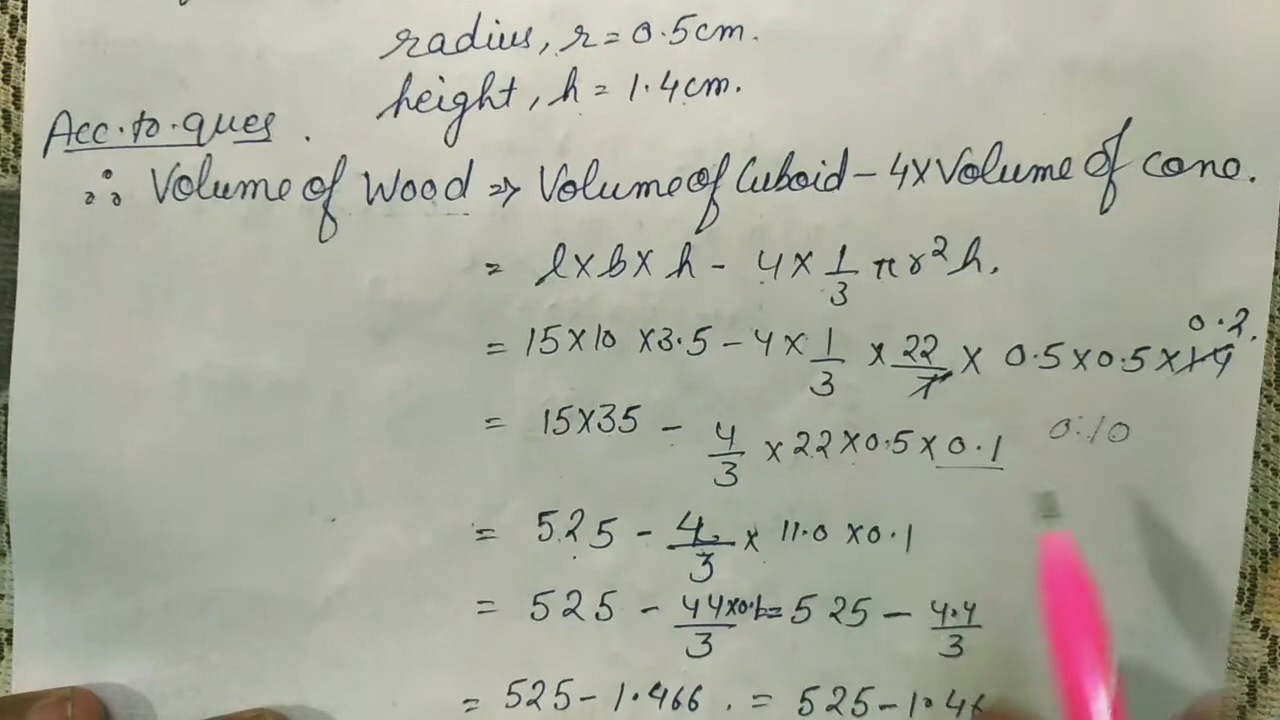 radius, r = 0.5cm.
height, h = 1.4cm.
Acc. to. ques.
∴ Volume of Wood ⇒ Volume of Cuboid - 4×Volume of cone.
= l×b×h - 4×1/3 πr²h.
0.2.
= 15×10×3.5 - 4×1/3 × 22/7 × 0.5×0.5×1.4
= 15×35 - 4/3 ×22×0.5×0.1 0.10
= 525 - 4/3 × 11.0 ×0.1
= 525 - 44×0.1/3 = 525 - 4.4/3
= 525 - 1.466. = 525 - 1.46